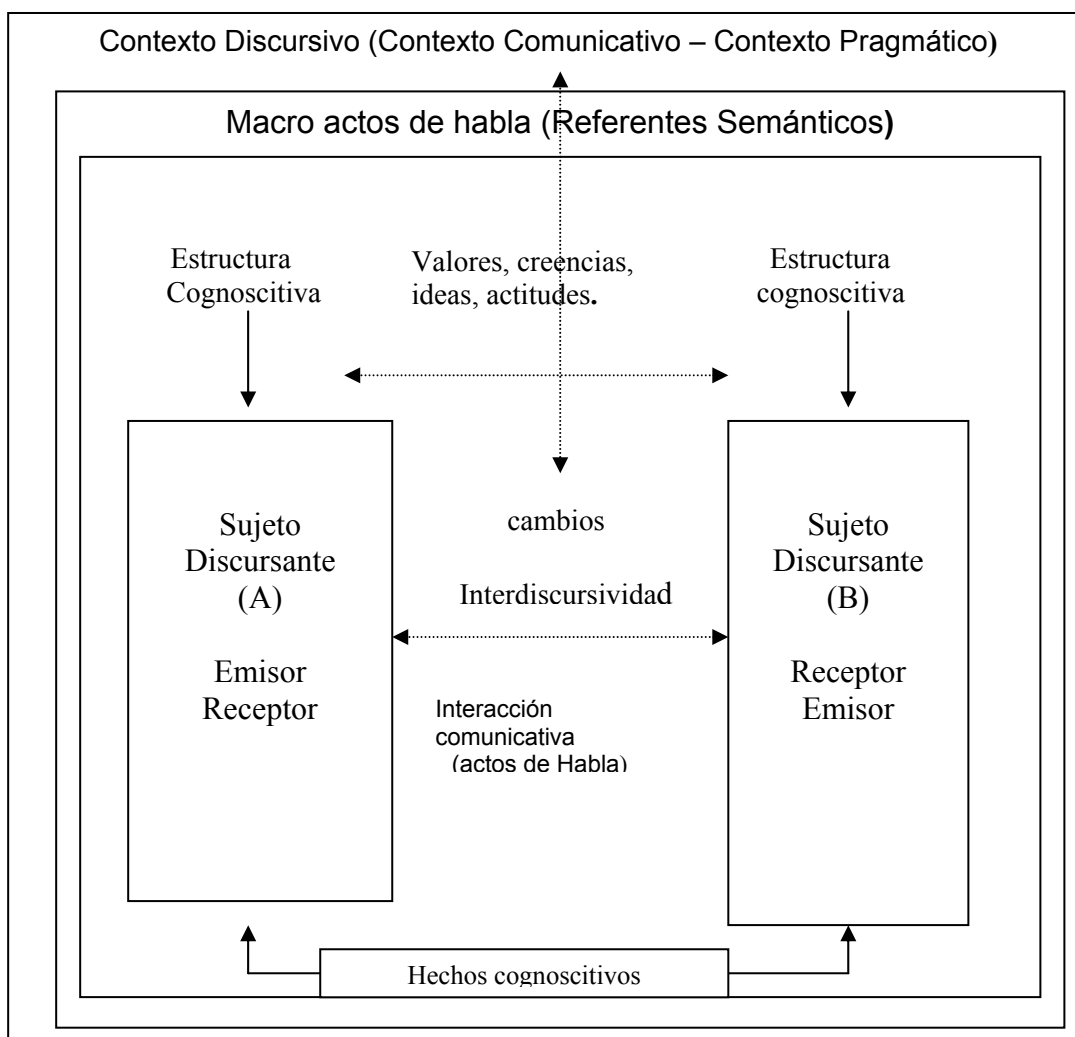 Contexto Discursivo (Contexto Comunicativo – Contexto Pragmático)
Macro actos de habla (Referentes Semánticos)
Estructura
Cognoscitiva
Valores, creencias,
ideas, actitudes.
Estructura
cognoscitiva
Sujeto
Discursante
(A)
Emisor
Receptor
cambios
Interdiscursividad
Interacción
comunicativa
(actos de Habla)
Sujeto
Discursante
(B)
Receptor
Emisor
Hechos cognoscitivos